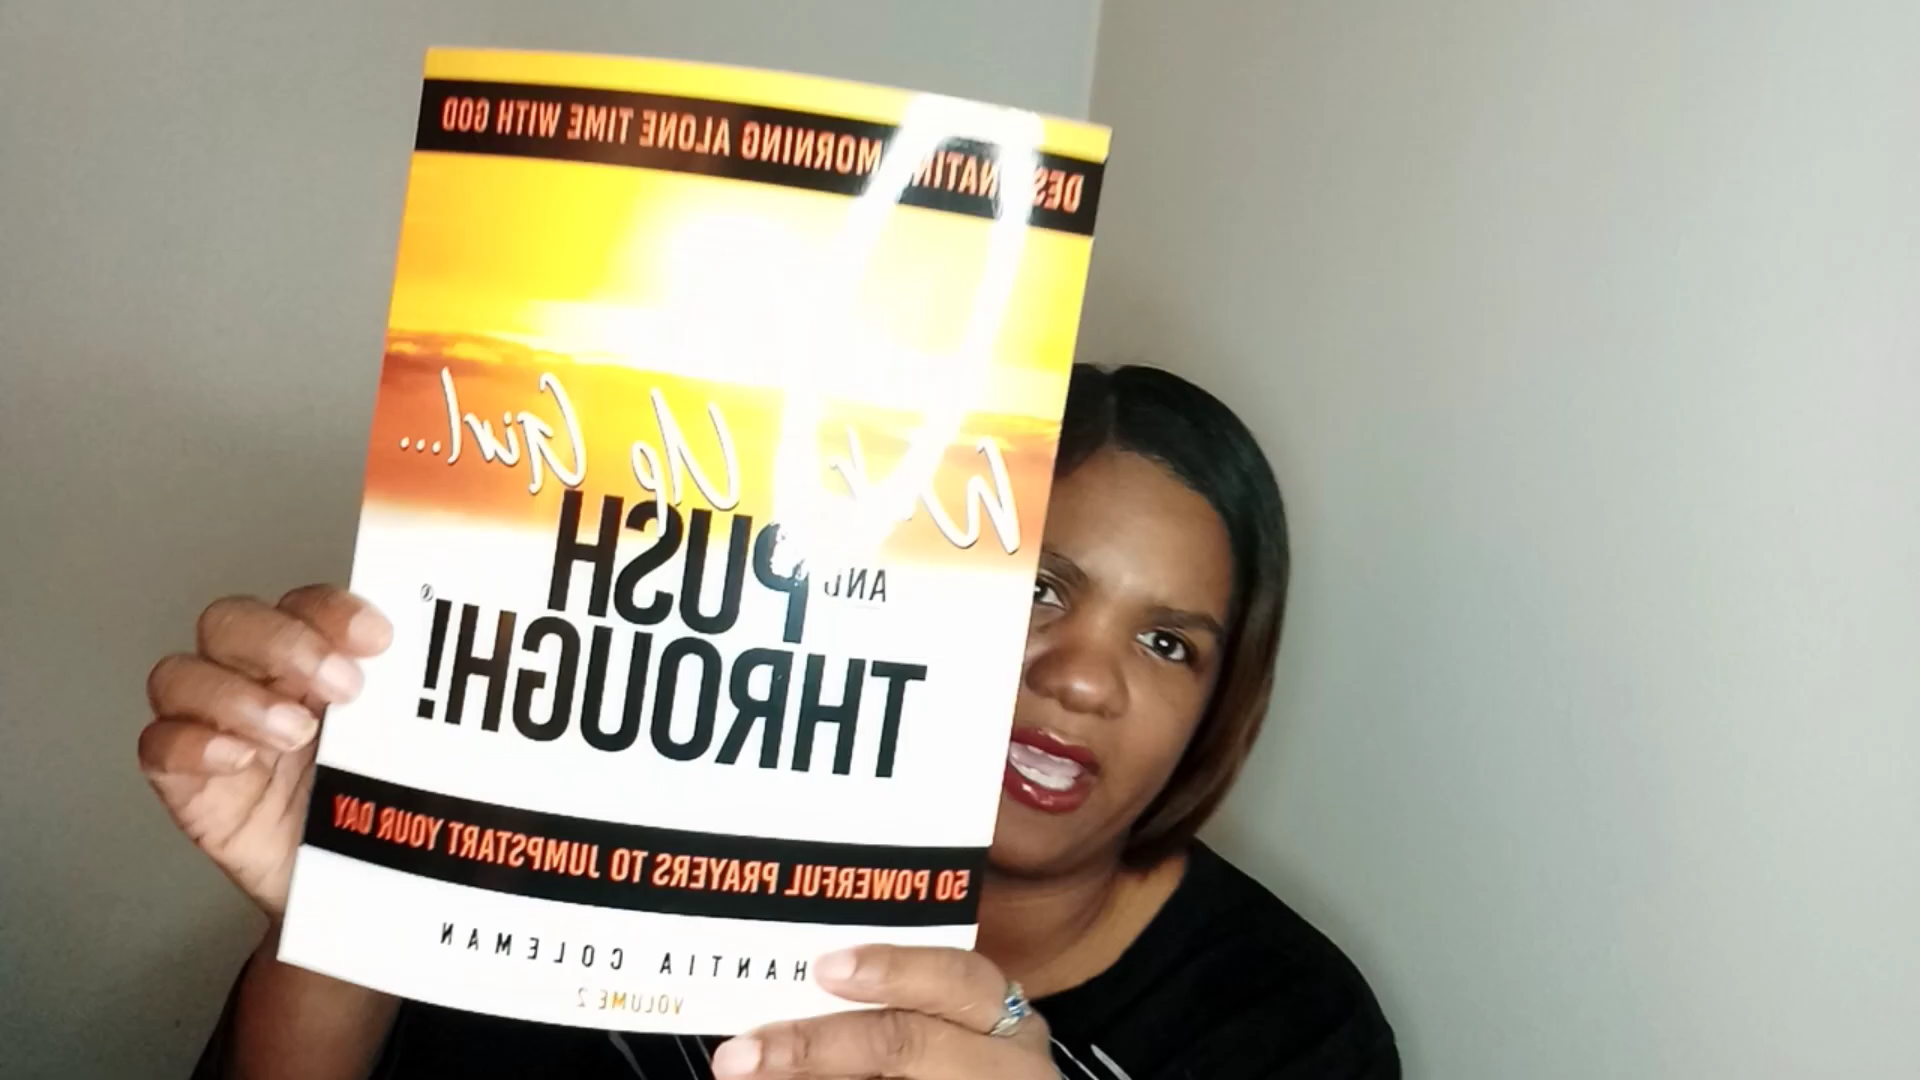 MORNING ALONE TIME WITH GOD
Up Girl...
AND PUSH
THROUGH!®
50 POWERFUL PRAYERS TO JUMPSTART YOUR DAY
COLEMAN
VOLUME 2